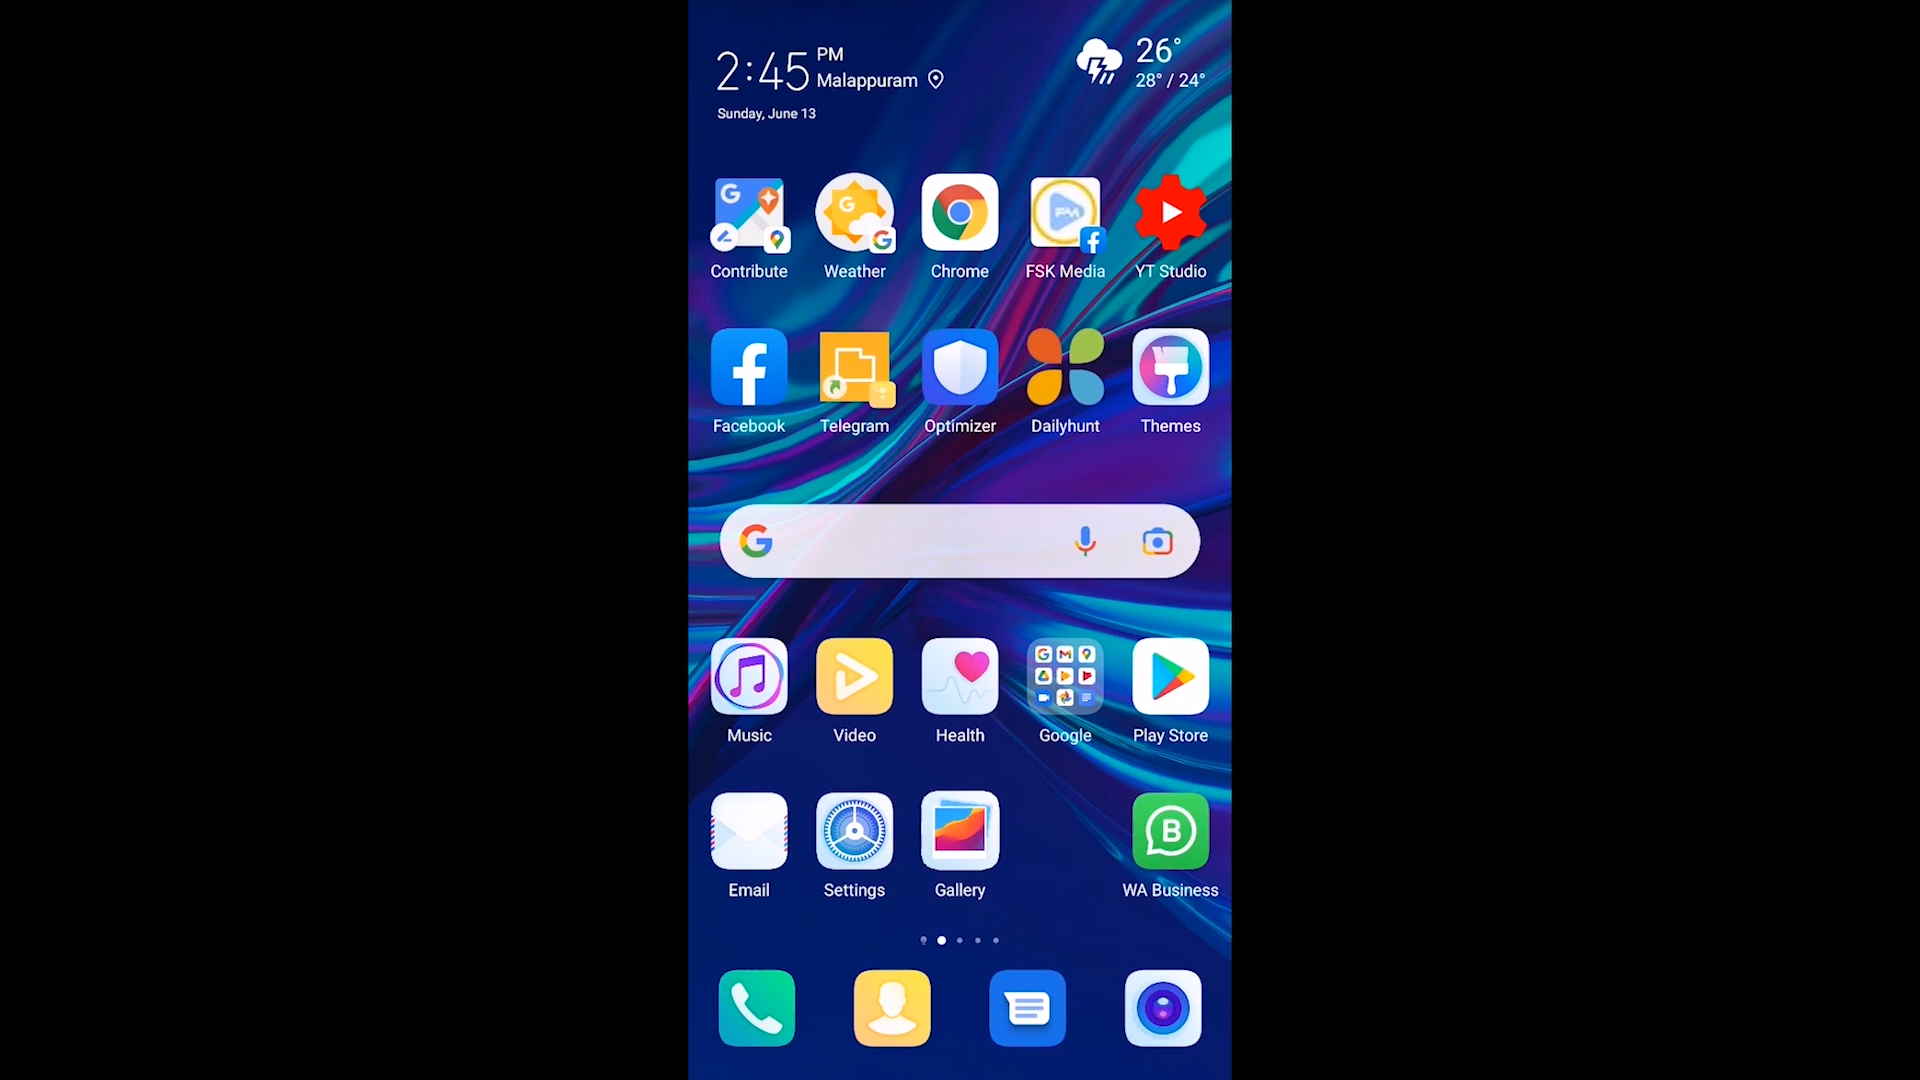 2:45 PM
Malappuram
Sunday, June 13
26°
28° / 24°
Contribute Weather Chrome FSK Media YT Studio
Facebook Telegram Optimizer Dailyhunt Themes
Music Video Health Google Play Store
Email Settings Gallery WA Business